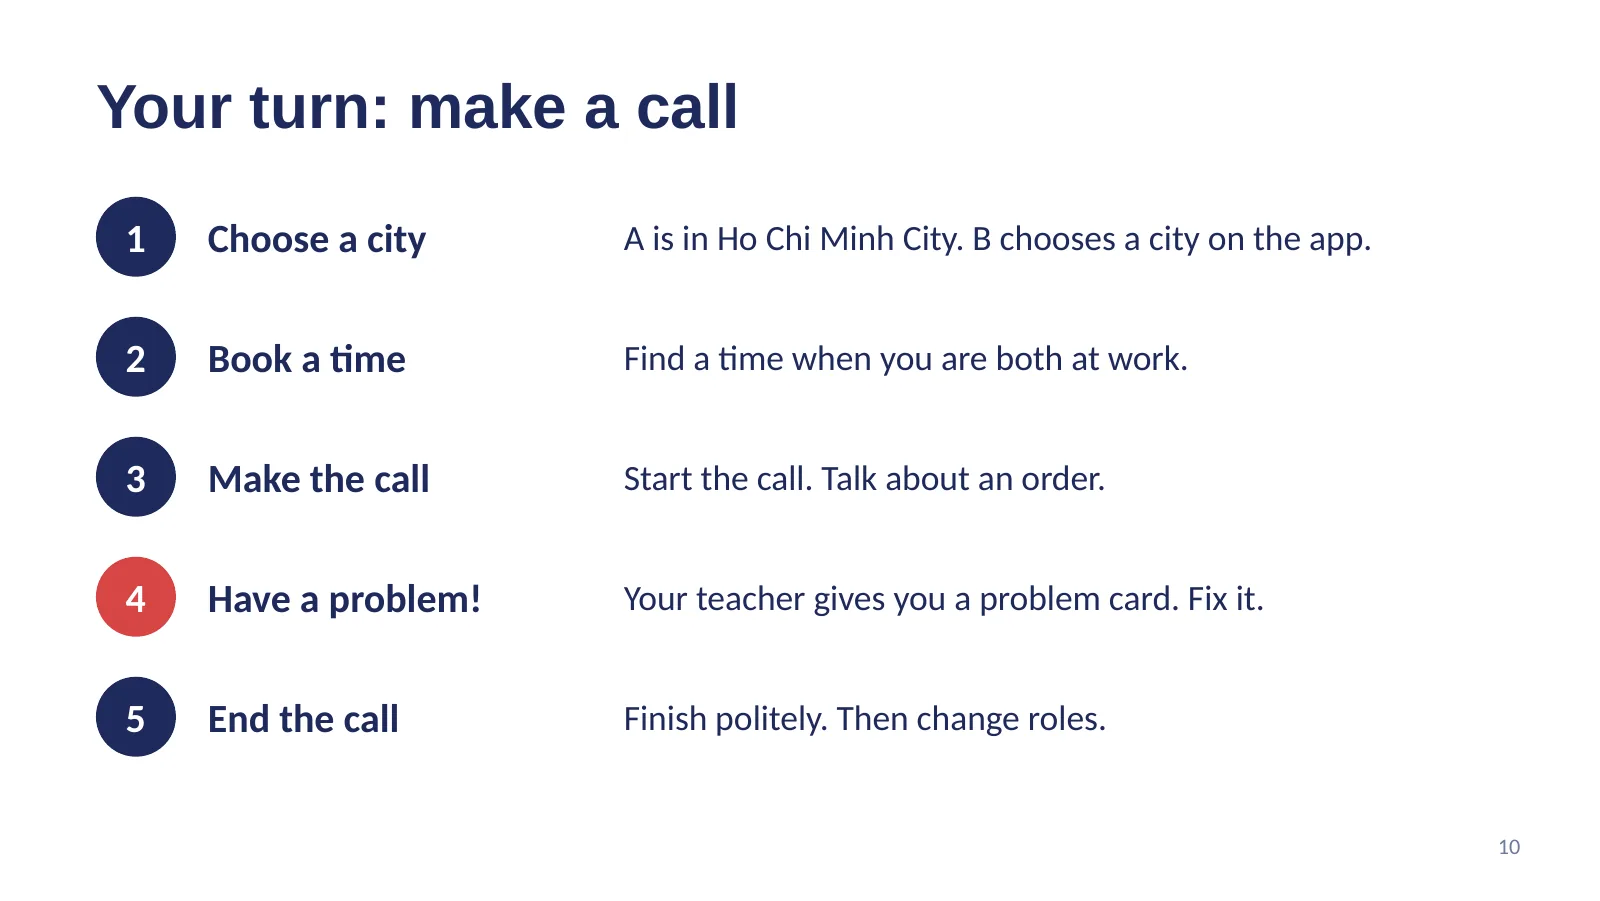 Your turn: make a call
1 Choose a city A is in Ho Chi Minh City. B chooses a city on the app.
2 Book a time Find a time when you are both at work.
3 Make the call Start the call. Talk about an order.
4 Have a problem! Your teacher gives you a problem card. Fix it.
5 End the call Finish politely. Then change roles.
10